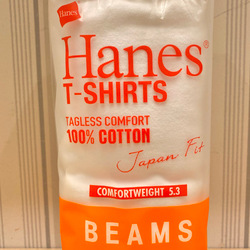 Hanes
Hanes®
T-SHIRTS
TAGLESS COMFORT
100% COTTON
Japan Fit
COMFORTWEIGHT 5.3
BEAMS